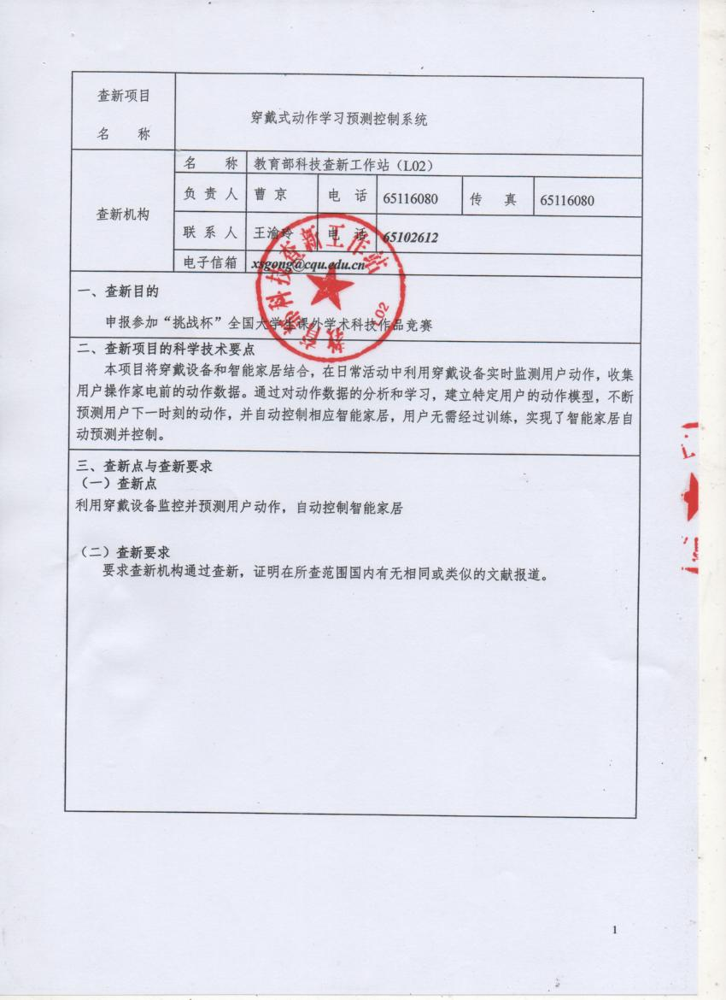 查新项目
名 称
穿戴式动作学习预测控制系统
查新机构
名 称 教育部科技查新工作站（L02）
负 责 人 曹 京 电 话 65116080 传 真 65116080
联 系 人 王渝玲 电 话 65102612
电子信箱 xsgong@cqu.edu.cn
教育部科技查新工作站
L02
一、查新目的
申报参加“挑战杯”全国大学生课外学术科技作品竞赛
二、查新项目的科学技术要点
本项目将穿戴设备和智能家居结合，在日常活动中利用穿戴设备实时监测用户动作，收集
用户操作家电前的动作数据。通过对动作数据的分析和学习，建立特定用户的动作模型，不断
预测用户下一时刻的动作，并自动控制相应智能家居，用户无需经过训练，实现了智能家居自
动预测并控制。
三、查新点与查新要求
（一）查新点
利用穿戴设备监控并预测用户动作，自动控制智能家居
（二）查新要求
要求查新机构通过查新，证明在所查范围国内有无相同或类似的文献报道。
1